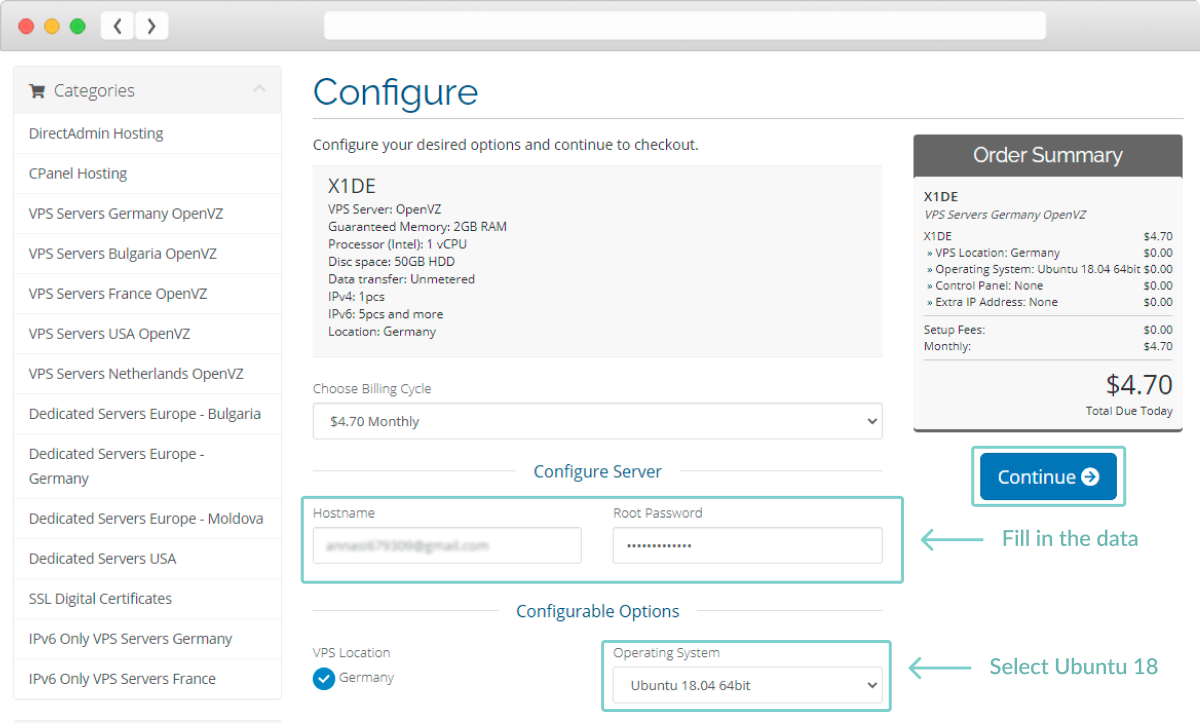 Categories
DirectAdmin Hosting
CPanel Hosting
VPS Servers Germany OpenVZ
VPS Servers Bulgaria OpenVZ
VPS Servers France OpenVZ
VPS Servers USA OpenVZ
VPS Servers Netherlands OpenVZ
Dedicated Servers Europe - Bulgaria
Dedicated Servers Europe -
Germany
Dedicated Servers Europe - Moldova
Dedicated Servers USA
SSL Digital Certificates
IPv6 Only VPS Servers Germany
IPv6 Only VPS Servers France
Configure
Configure your desired options and continue to checkout.
X1DE
VPS Server: OpenVZ
Guaranteed Memory: 2GB RAM
Processor (Intel): 1 vCPU
Disc space: 50GB HDD
Data transfer: Unmetered
IPv4: 1pcs
IPv6: 5pcs and more
Location: Germany
Choose Billing Cycle
$4.70 Monthly
Configure Server
Hostname
Root Password
•••••••••••••
Configurable Options
VPS Location
Germany
Operating System
Ubuntu 18.04 64bit
Order Summary
X1DE
VPS Servers Germany OpenVZ
X1DE $4.70
» VPS Location: Germany $0.00
» Operating System: Ubuntu 18.04 64bit $0.00
» Control Panel: None $0.00
» Extra IP Address: None $0.00
Setup Fees: $0.00
Monthly: $4.70
$4.70
Total Due Today
Continue
Fill in the data
Select Ubuntu 18